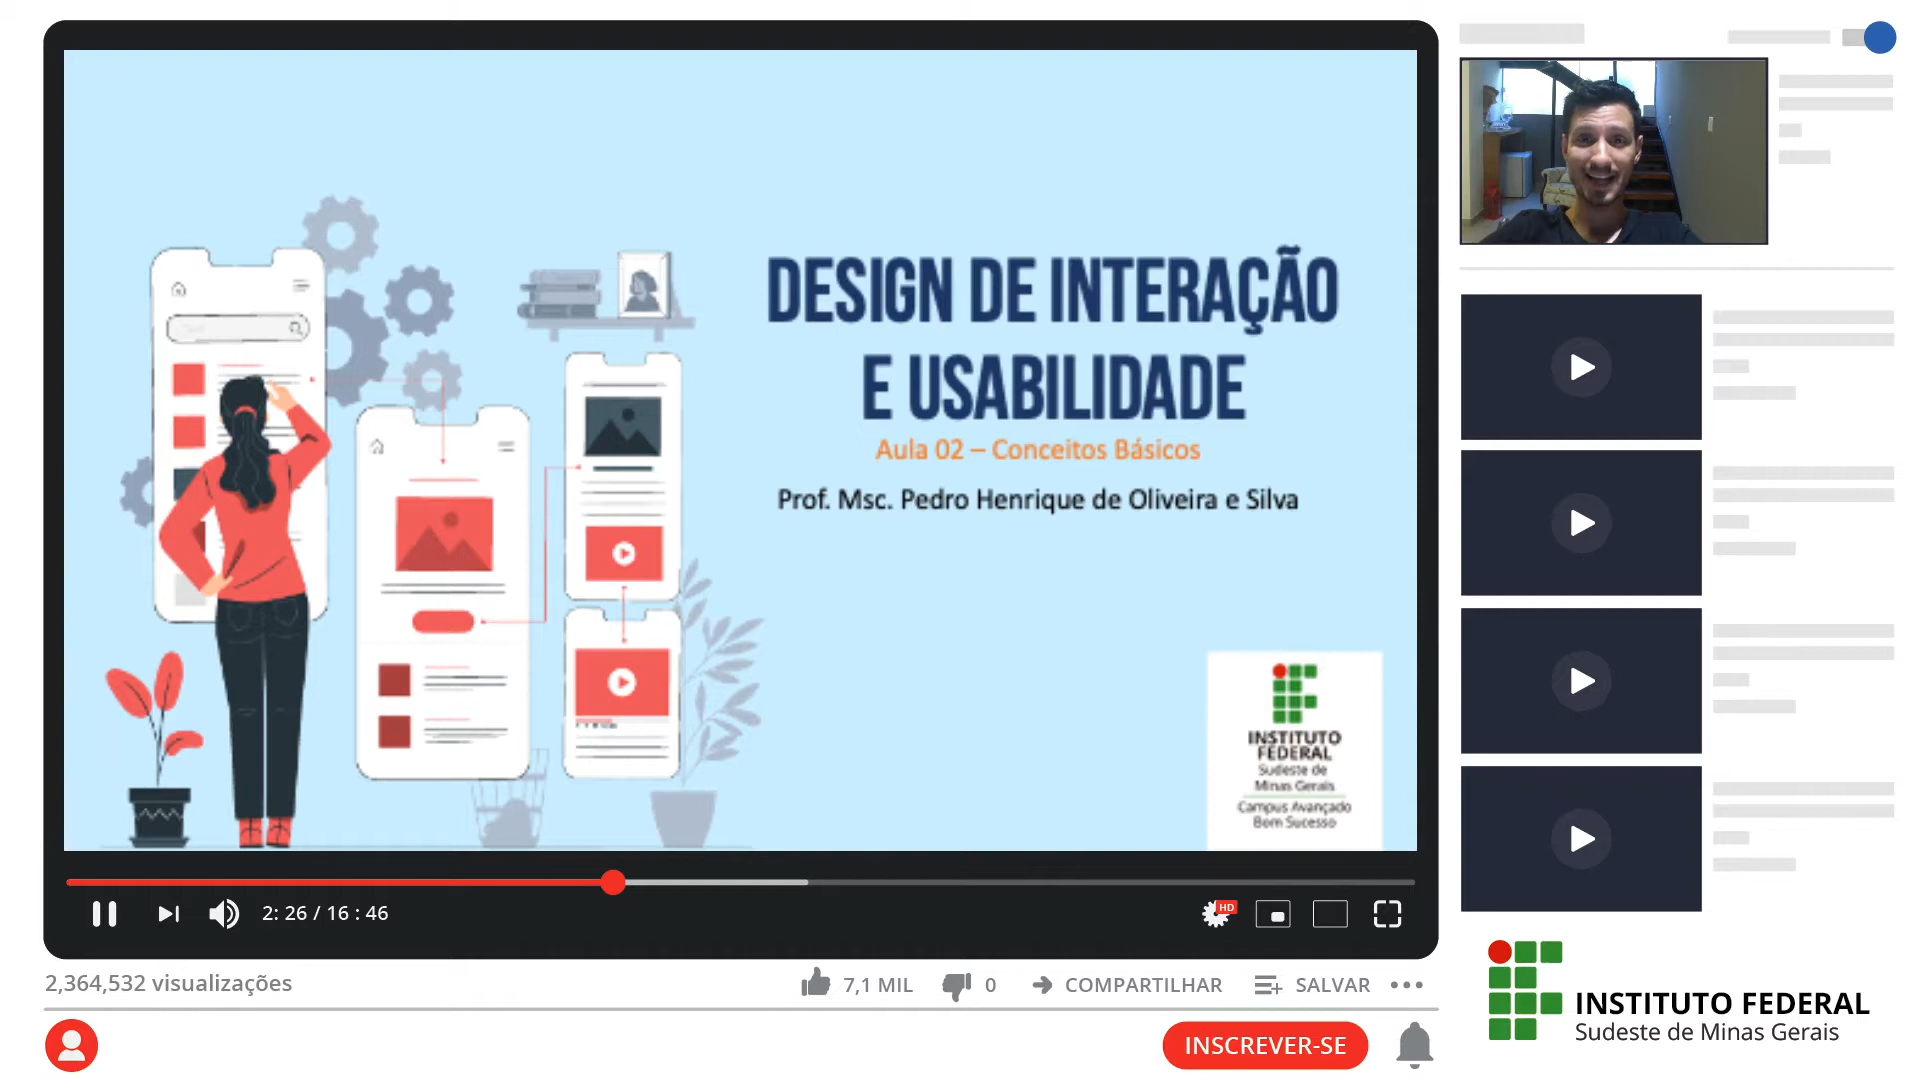 DESIGN DE INTERAÇÃO
E USABILIDADE
Aula 02 – Conceitos Básicos
Prof. Msc. Pedro Henrique de Oliveira e Silva
INSTITUTO
FEDERAL
Sudeste de
Minas Gerais
Campus Avançado
Bom Sucesso
2: 26 / 16 : 46
HD
2,364,532 visualizações
7,1 MIL
0
COMPARTILHAR
SALVAR
INSCREVER-SE
INSTITUTO FEDERAL
Sudeste de Minas Gerais